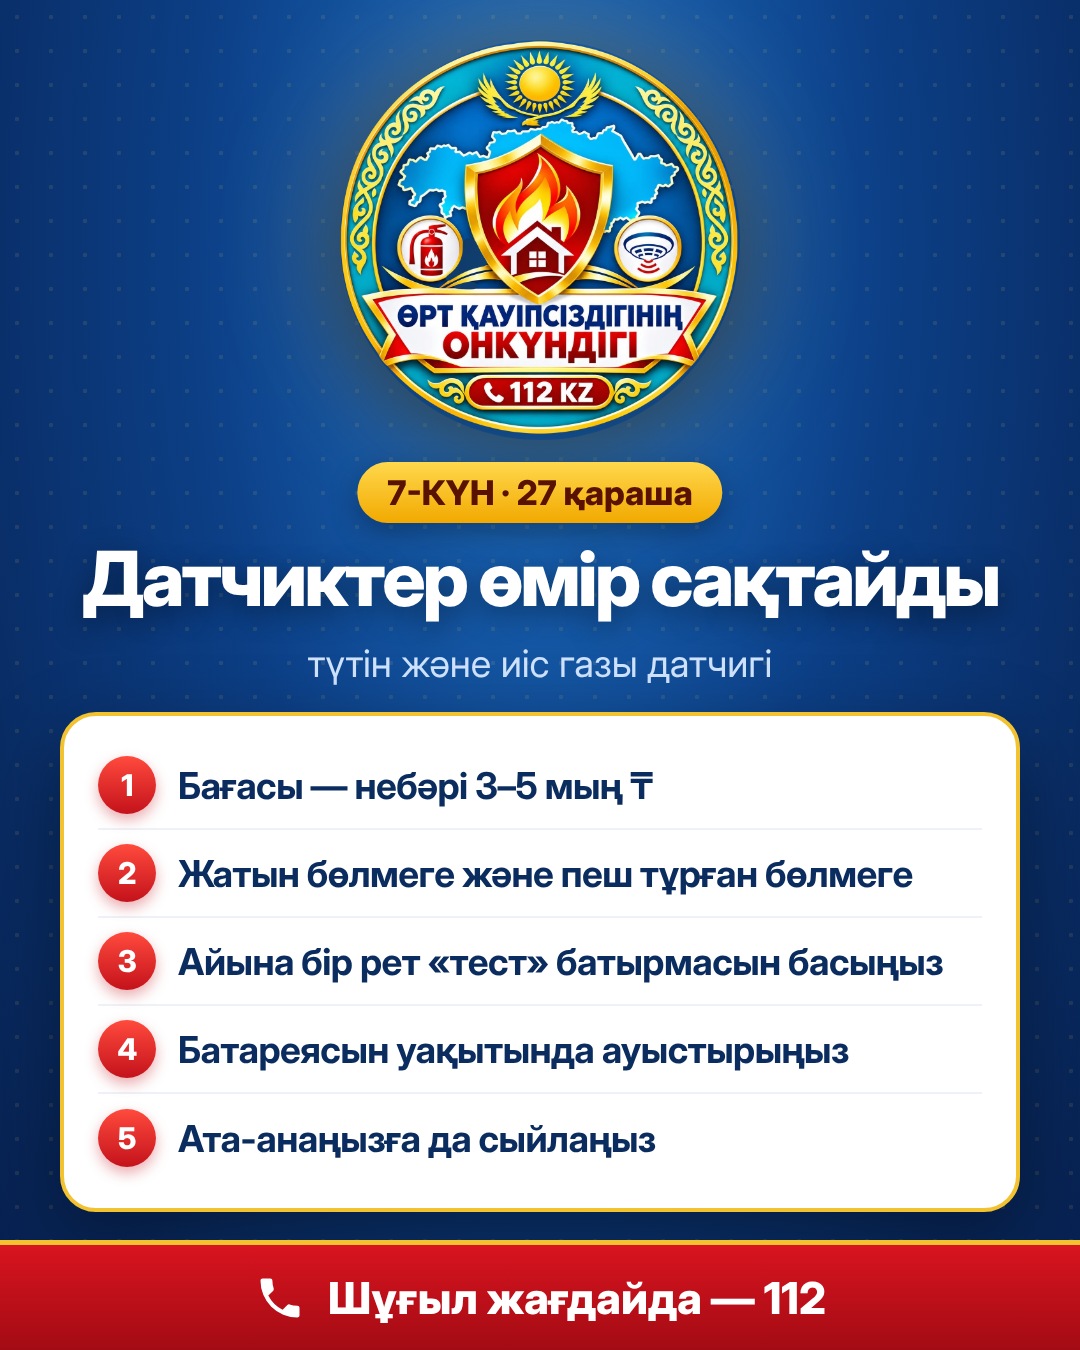 ӨРТ ҚАУІПСІЗДІГІНІҢ
ОНКҮНДІГІ
112 KZ
7-КҮН · 27 қараша
Датчиктер өмір сақтайды
түтін және иіс газы датчигі
1 Бағасы — небәрі 3–5 мың ₸
2 Жатын бөлмеге және пеш тұрған бөлмеге
3 Айына бір рет «тест» батырмасын басыңыз
4 Батареясын уақытында ауыстырыңыз
5 Ата-анаңызға да сыйлаңыз
Шұғыл жағдайда — 112